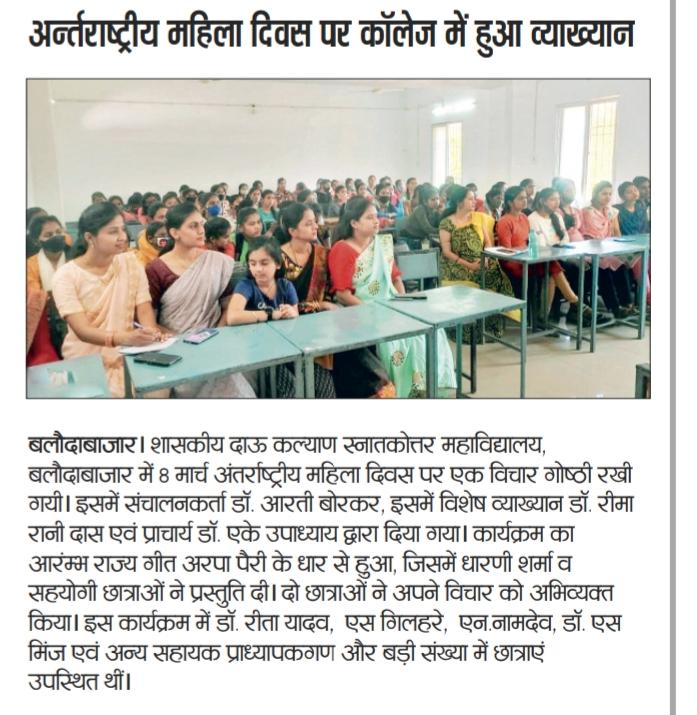 अर्न्तराष्ट्रीय महिला दिवस पर कॉलेज में हुआ व्याख्यान
बलौदाबाजार। शासकीय दाऊ कल्याण स्नातकोत्तर महाविद्यालय,
बलौदाबाजार में 8 मार्च अंतर्राष्ट्रीय महिला दिवस पर एक विचार गोष्ठी रखी
गयी। इसमें संचालनकर्ता डॉ. आरती बोरकर, इसमें विशेष व्याख्यान डॉ. रीमा
रानी दास एवं प्राचार्य डॉ. एके उपाध्याय द्वारा दिया गया। कार्यक्रम का
आरंम्भ राज्य गीत अरपा पैरी के धार से हुआ, जिसमें धारणी शर्मा व
सहयोगी छात्राओं ने प्रस्तुति दी। दो छात्राओं ने अपने विचार को अभिव्यक्त
किया। इस कार्यक्रम में डॉ. रीता यादव, एस गिलहरे, एन.नामदेव, डॉ. एस
मिंज एवं अन्य सहायक प्राध्यापकगण और बड़ी संख्या में छात्राएं
उपस्थित थीं।